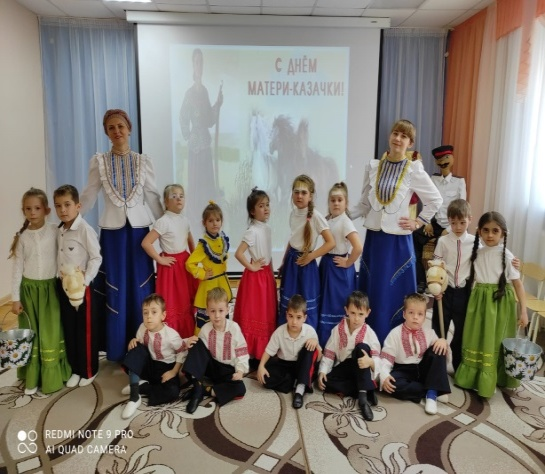 С ДНЁМ
МАТЕРИ-КАЗАЧКИ!
REDMI NOTE 9 PRO
AI QUAD CAMERA